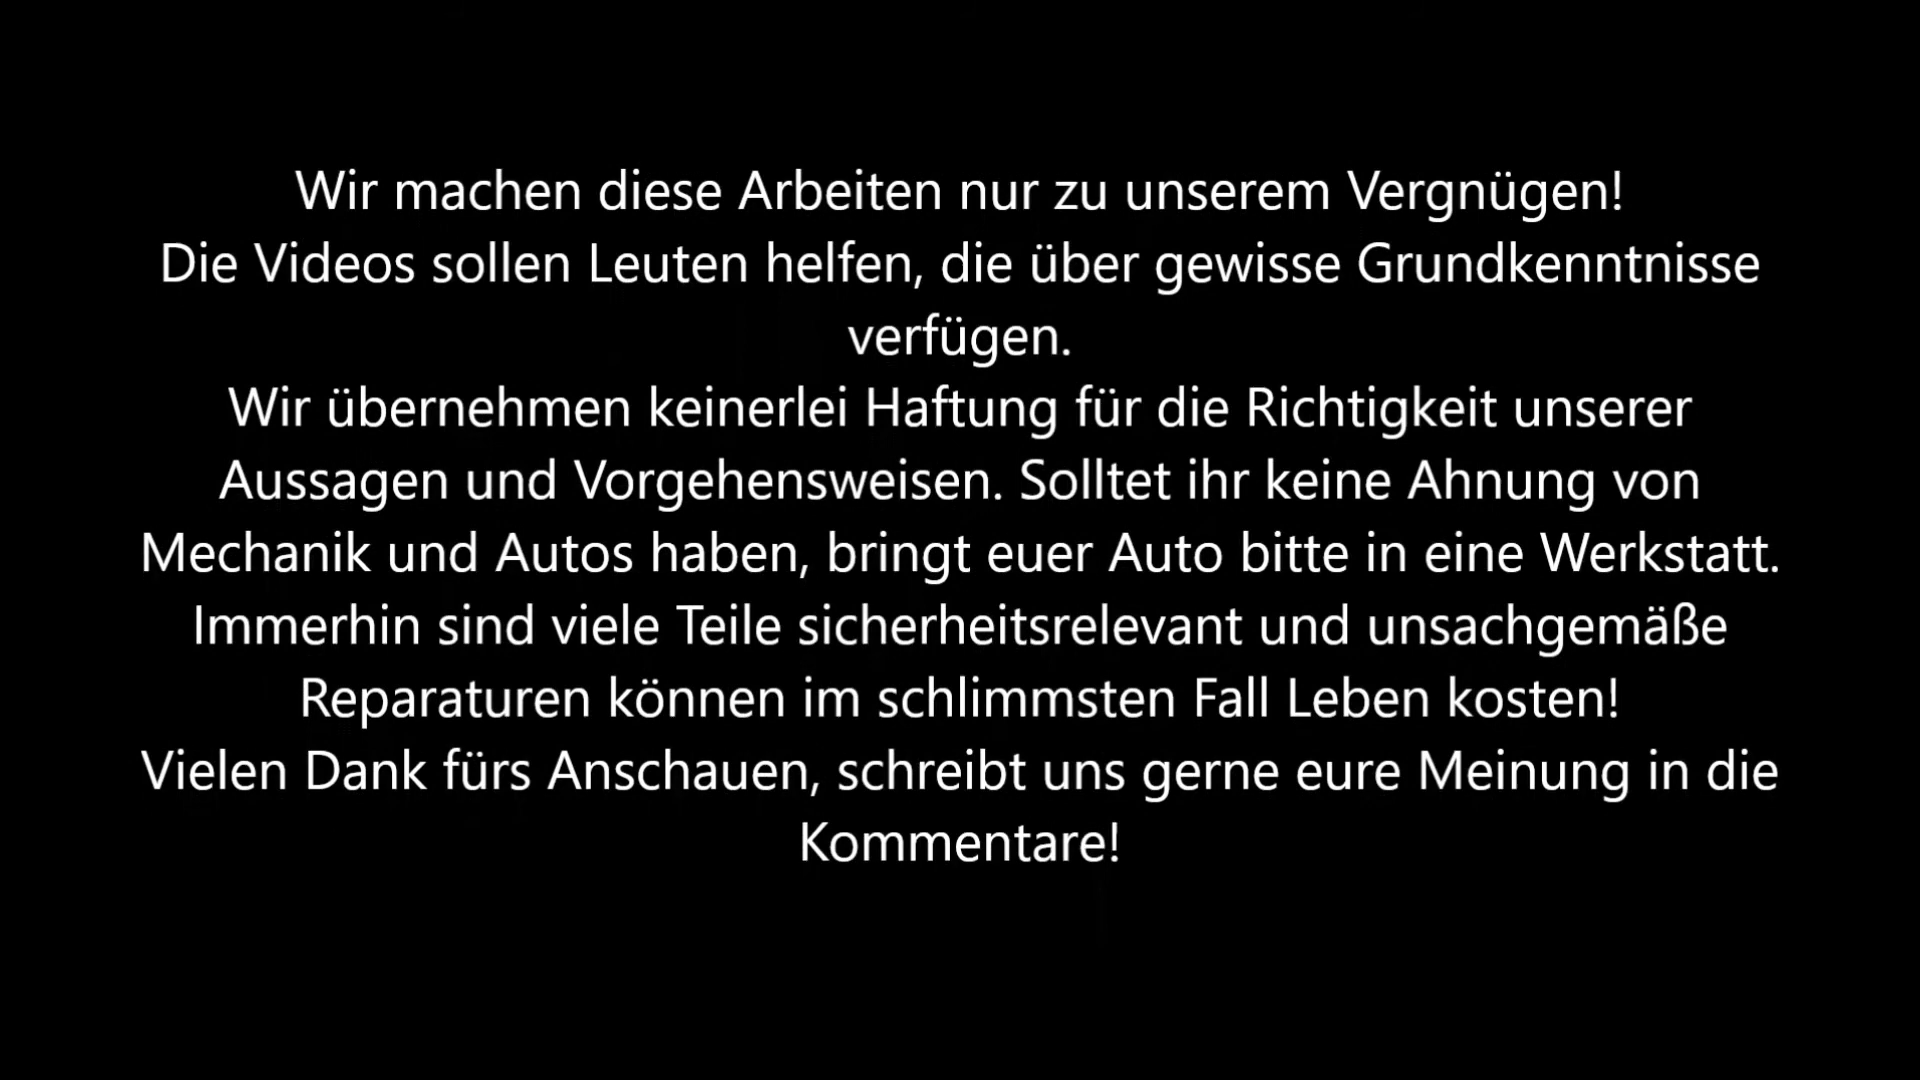 Wir machen diese Arbeiten nur zu unserem Vergnügen!
Die Videos sollen Leuten helfen, die über gewisse Grundkenntnisse
verfügen.
Wir übernehmen keinerlei Haftung für die Richtigkeit unserer
Aussagen und Vorgehensweisen. Solltet ihr keine Ahnung von
Mechanik und Autos haben, bringt euer Auto bitte in eine Werkstatt.
Immerhin sind viele Teile sicherheitsrelevant und unsachgemäße
Reparaturen können im schlimmsten Fall Leben kosten!
Vielen Dank fürs Anschauen, schreibt uns gerne eure Meinung in die
Kommentare!